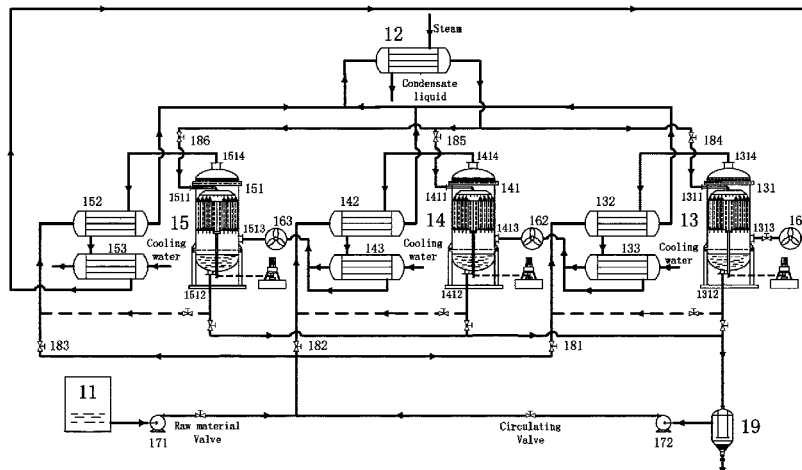 12
Steam
Condensate
liquid
186
185
184
1514
1414
1314
152
1511
151
142
1411
141
132
1311
131
15
1513
163
14
1413
162
13
1313
16
153
Cooling
water
143
Cooling
water
133
Cooling
water
1512
1412
1312
183
182
181
11
171
Raw material
Valve
Circulating
Valve
172
19